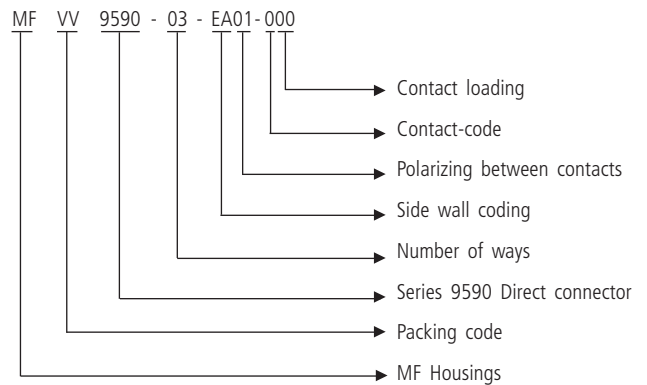 MF VV 9590 - 03 - EA01-000
Contact loading
Contact-code
Polarizing between contacts
Side wall coding
Number of ways
Series 9590 Direct connector
Packing code
MF Housings